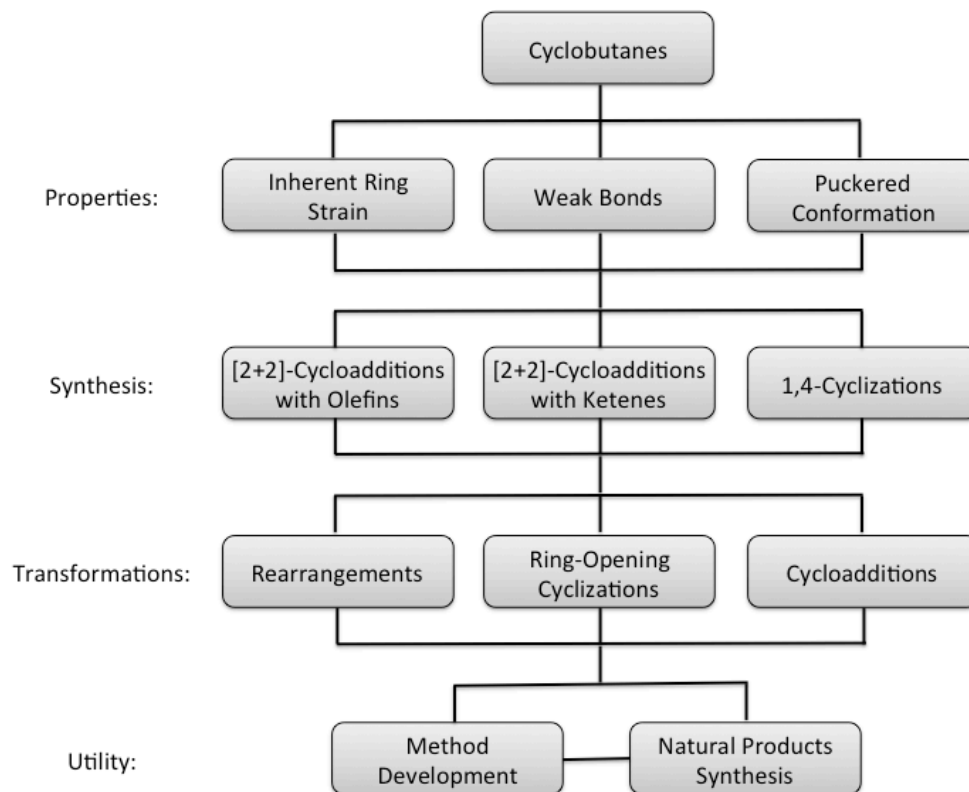 Cyclobutanes
Properties:
Inherent Ring
Strain
Weak Bonds
Puckered
Conformation
Synthesis:
[2+2]-Cycloadditions
with Olefins
[2+2]-Cycloadditions
with Ketenes
1,4-Cyclizations
Transformations:
Rearrangements
Ring-Opening
Cyclizations
Cycloadditions
Utility:
Method
Development
Natural Products
Synthesis